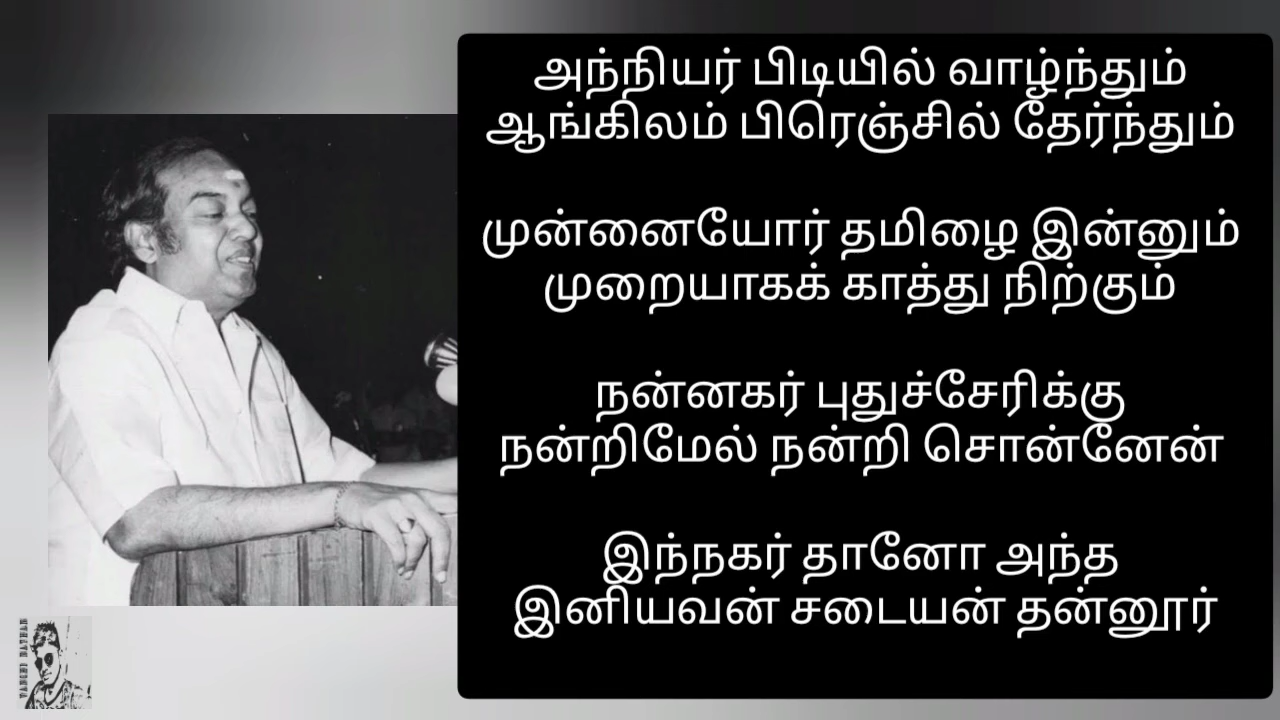 அந்நியர் பிடியில் வாழ்ந்தும்
ஆங்கிலம் பிரெஞ்சில் தேர்ந்தும்
முன்னையோர் தமிழை இன்னும்
முறையாகக் காத்து நிற்கும்
நன்னகர் புதுச்சேரிக்கு
நன்றிமேல் நன்றி சொன்னேன்
இந்நகர் தானோ அந்த
இனியவன் சடையன் தன்னூர்